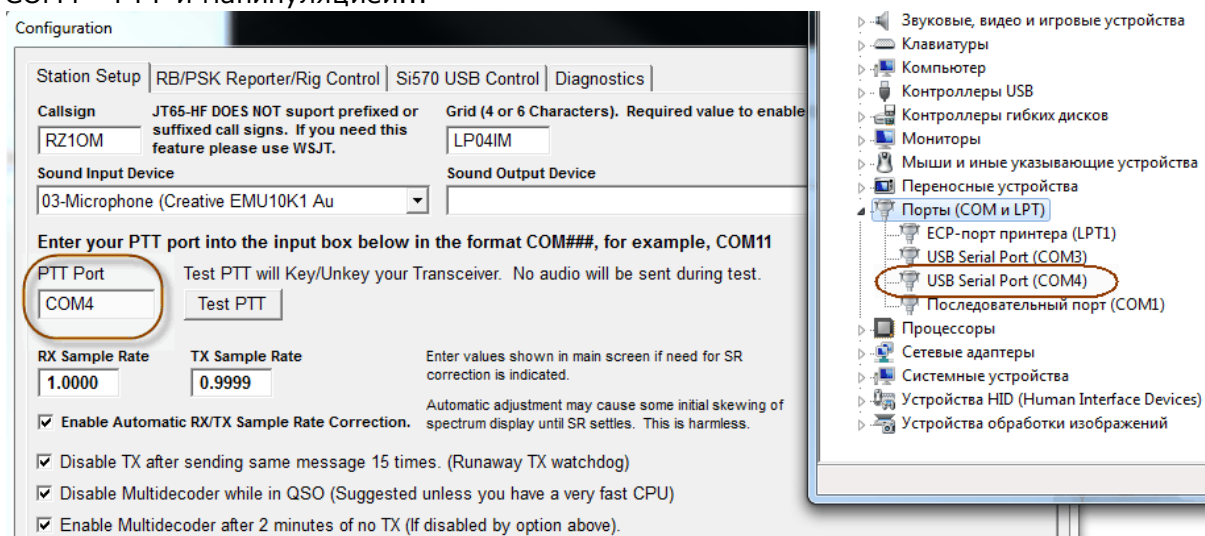 Configuration
Station Setup RB/PSK Reporter/Rig Control Si570 USB Control Diagnostics
Callsign JT65-HF DOES NOT suport prefixed or suffixed call signs. If you need this feature please use WSJT. Grid (4 or 6 Characters). Required value to enable
RZ1OM LP04IM
Sound Input Device Sound Output Device
03-Microphone (Creative EMU10K1 Au
Enter your PTT port into the input box below in the format COM###, for example, COM11
PTT Port Test PTT will Key/Unkey your Transceiver. No audio will be sent during test.
COM4 Test PTT
RX Sample Rate TX Sample Rate Enter values shown in main screen if need for SR
correction is indicated.
1.0000 0.9999
Automatic adjustment may cause some initial skewing of
Enable Automatic RX/TX Sample Rate Correction. spectrum display until SR settles. This is harmless.
Disable TX after sending same message 15 times. (Runaway TX watchdog)
Disable Multidecoder while in QSO (Suggested unless you have a very fast CPU)
Enable Multidecoder after 2 minutes of no TX (If disabled by option above).
Звуковые, видео и игровые устройства
Клавиатуры
Компьютер
Контроллеры USB
Контроллеры гибких дисков
Мониторы
Мыши и иные указывающие устройства
Переносные устройства
Порты (COM и LPT)
ECP-порт принтера (LPT1)
USB Serial Port (COM3)
USB Serial Port (COM4)
Последовательный порт (COM1)
Процессоры
Сетевые адаптеры
Системные устройства
Устройства HID (Human Interface Devices)
Устройства обработки изображений